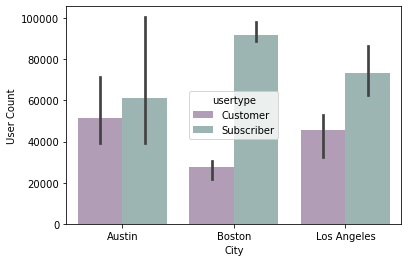 100000
80000
60000
40000
20000
0
User Count
usertype
Customer
Subscriber
Austin
Boston
Los Angeles
City